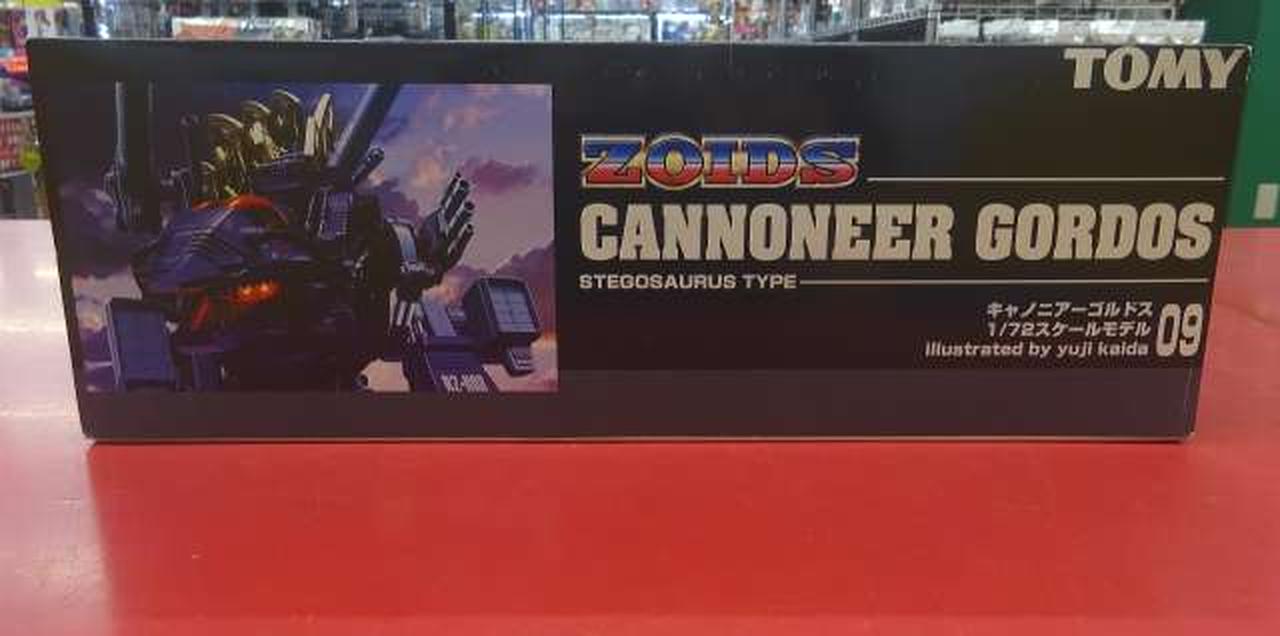 TOMY
ZOIDS
CANNONEER GORDOS
STEGOSAURUS TYPE
キャノニアーゴルドス
1/72スケールモデル
illustrated by yuji kaida
09